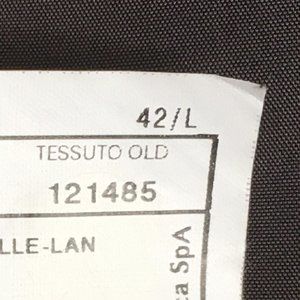 42/L
TESSUTO OLD
121485
LLE-LAN
ca SpA